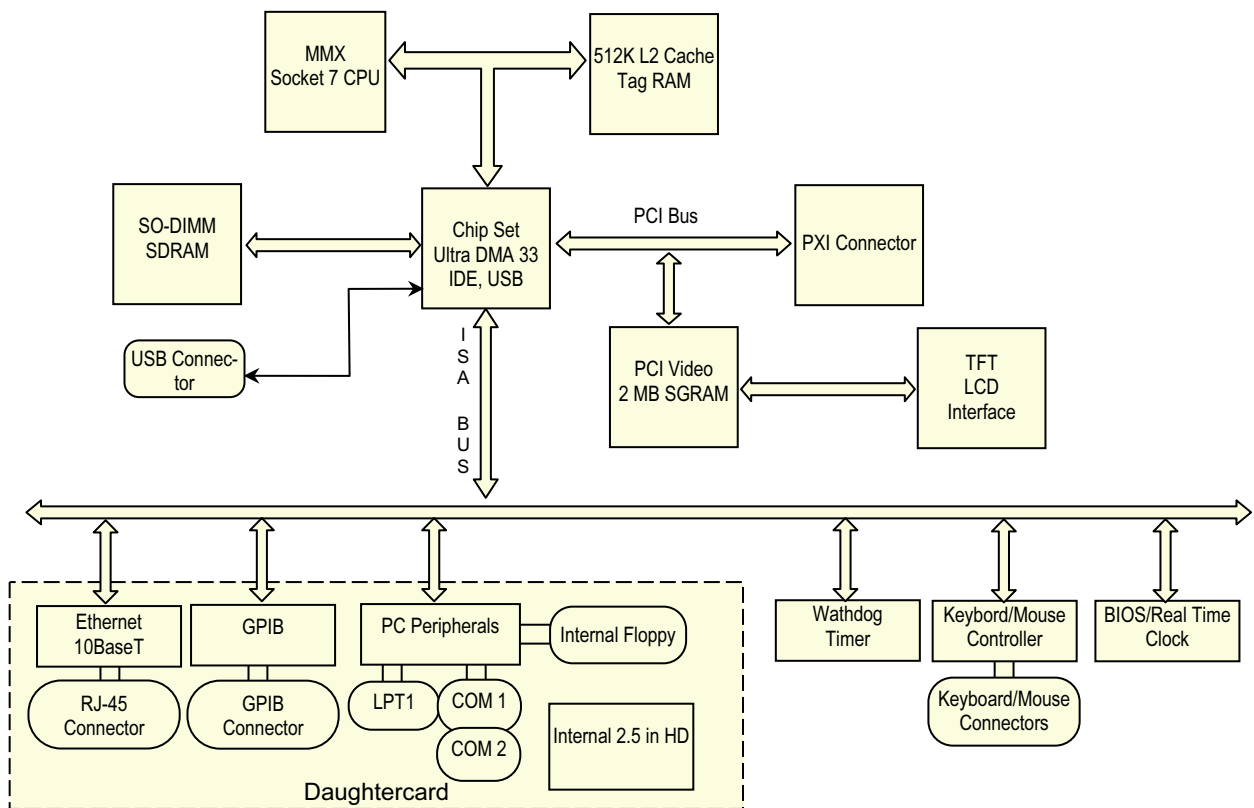 MMX
Socket 7 CPU
512K L2 Cache
Tag RAM
SO-DIMM
SDRAM
Chip Set
Ultra DMA 33
IDE, USB
PCI Bus
PXI Connector
USB Connec-
tor
I
S
A
B
U
S
PCI Video
2 MB SGRAM
TFT
LCD
Interface
Ethernet
10BaseT
GPIB
PC Peripherals
Internal Floppy
Wathdog
Timer
Keybord/Mouse
Controller
BIOS/Real Time
Clock
RJ-45
Connector
GPIB
Connector
LPT1
COM 1
COM 2
Internal 2.5 in HD
Keyboard/Mouse
Connectors
Daughtercard